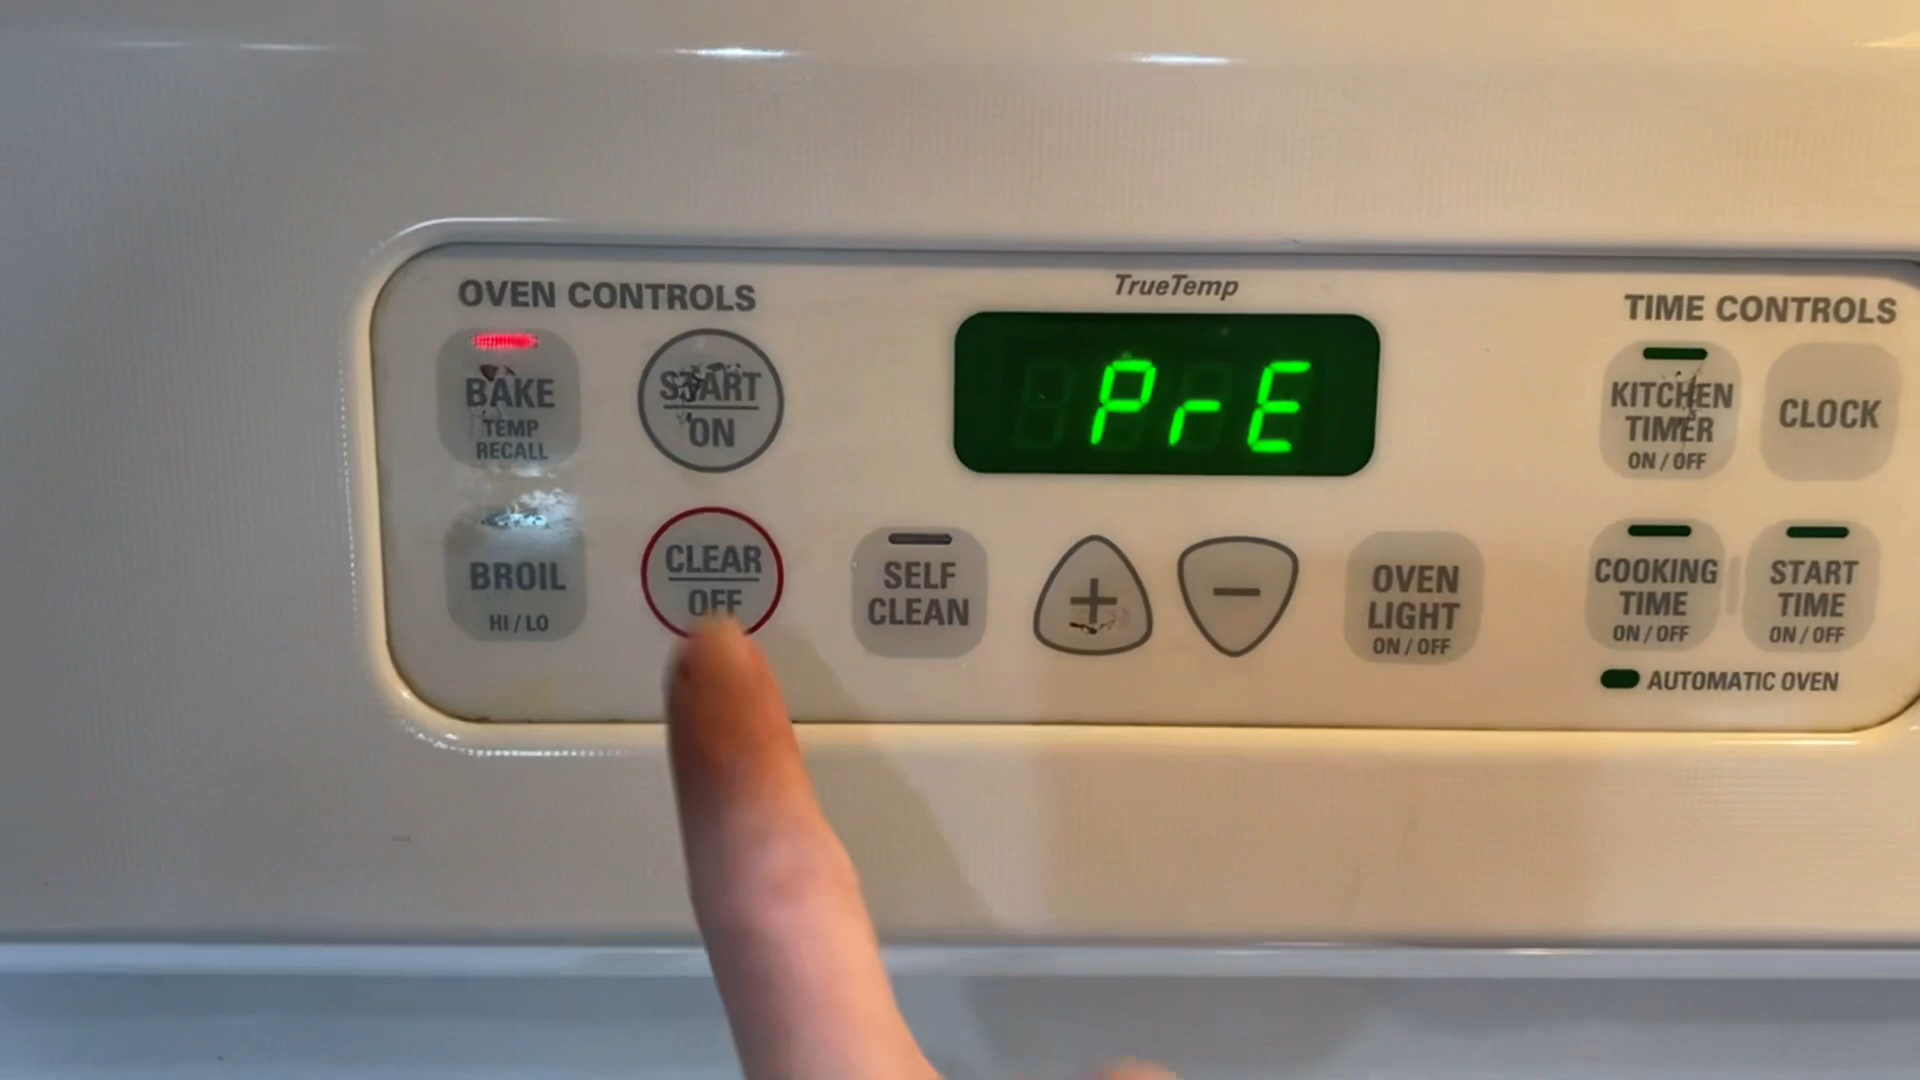 OVEN CONTROLS
BAKE
TEMP
RECALL
START
ON
BROIL
HI / LO
CLEAR
OFF
SELF
CLEAN
TrueTemp
PrE
+
−
OVEN
LIGHT
ON / OFF
TIME CONTROLS
KITCHEN
TIMER
ON / OFF
CLOCK
COOKING
TIME
ON / OFF
START
TIME
ON / OFF
AUTOMATIC OVEN